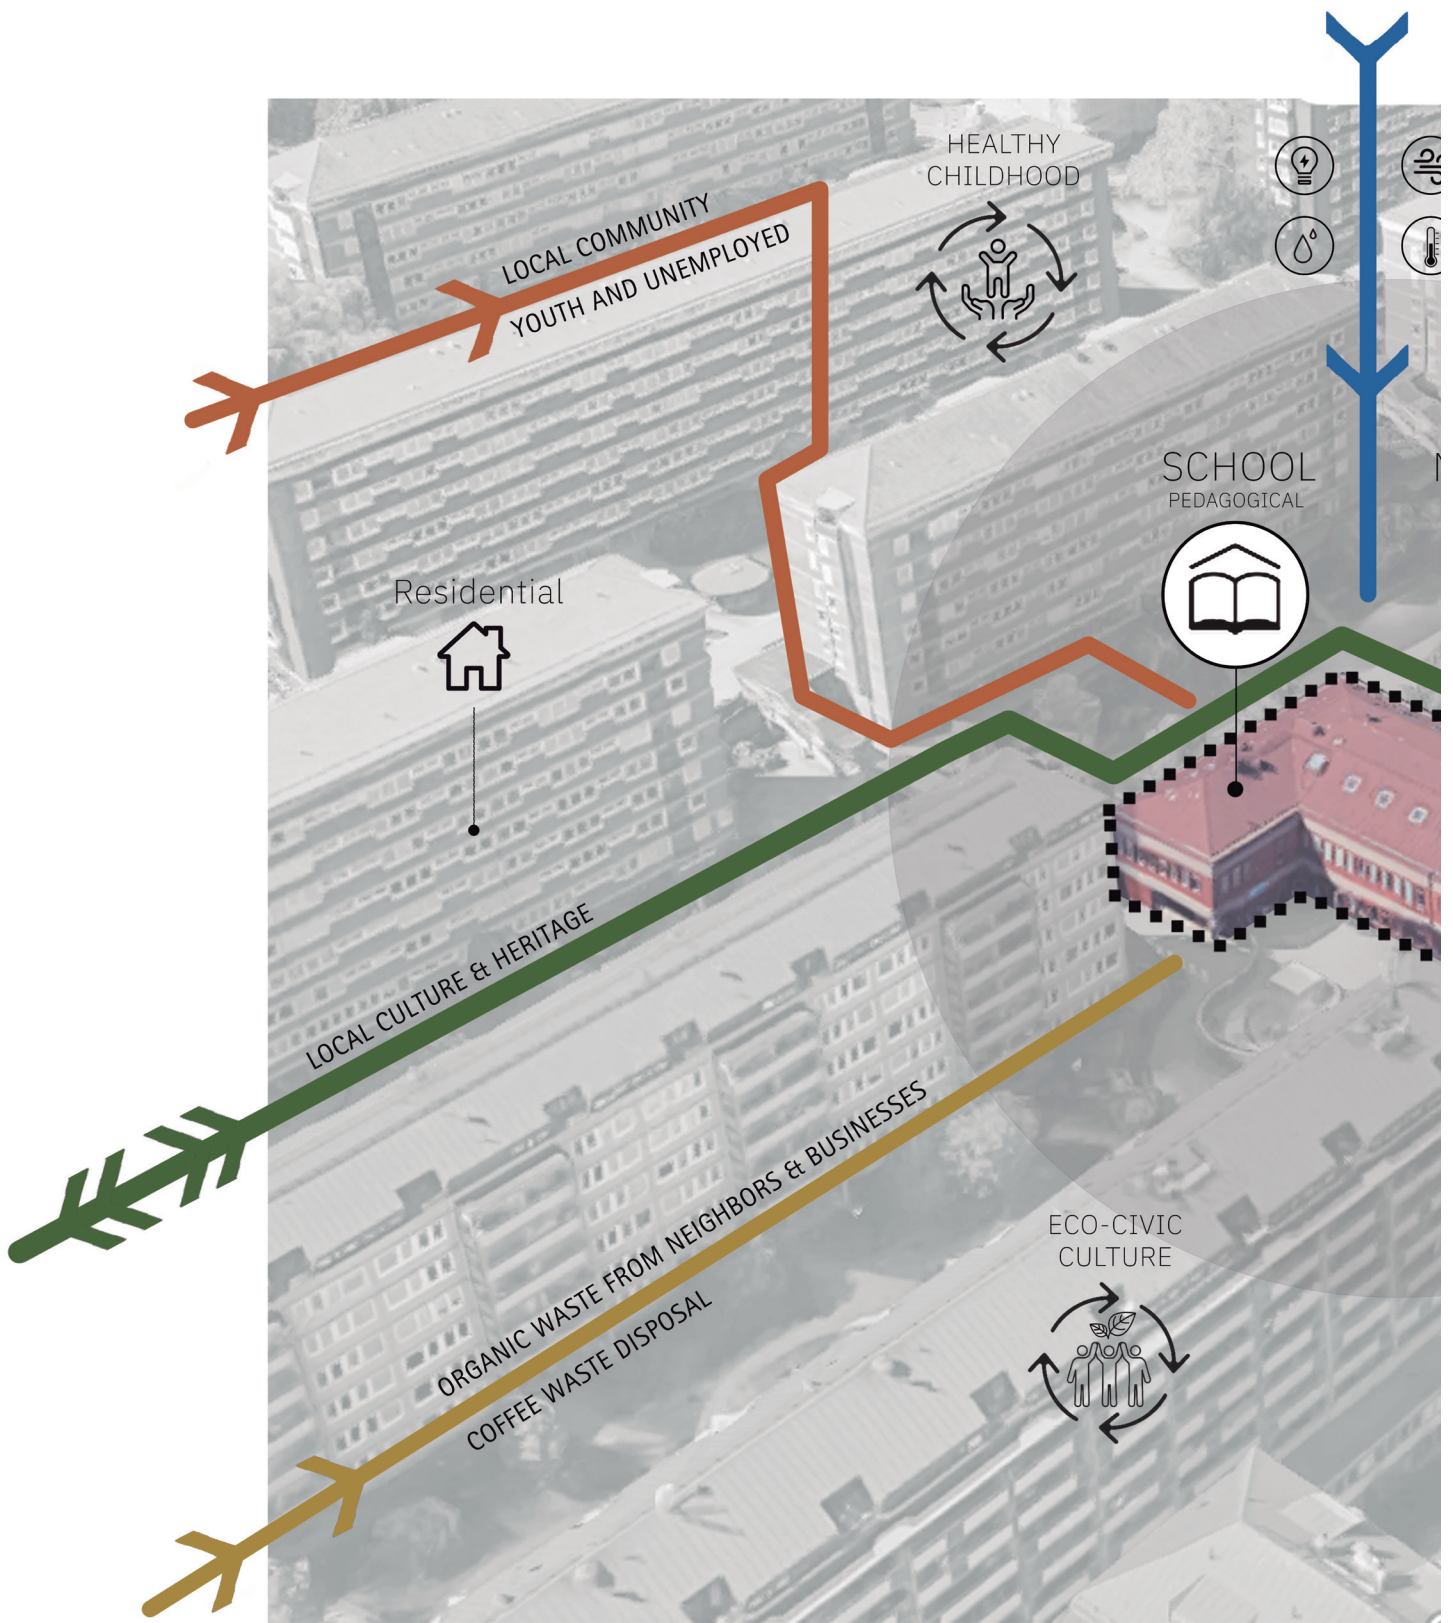 HEALTHY
CHILDHOOD
LOCAL COMMUNITY
YOUTH AND UNEMPLOYED
SCHOOL
PEDAGOGICAL
Residential
LOCAL CULTURE & HERITAGE
ORGANIC WASTE FROM NEIGHBORS & BUSINESSES
COFFEE WASTE DISPOSAL
ECO-CIVIC
CULTURE